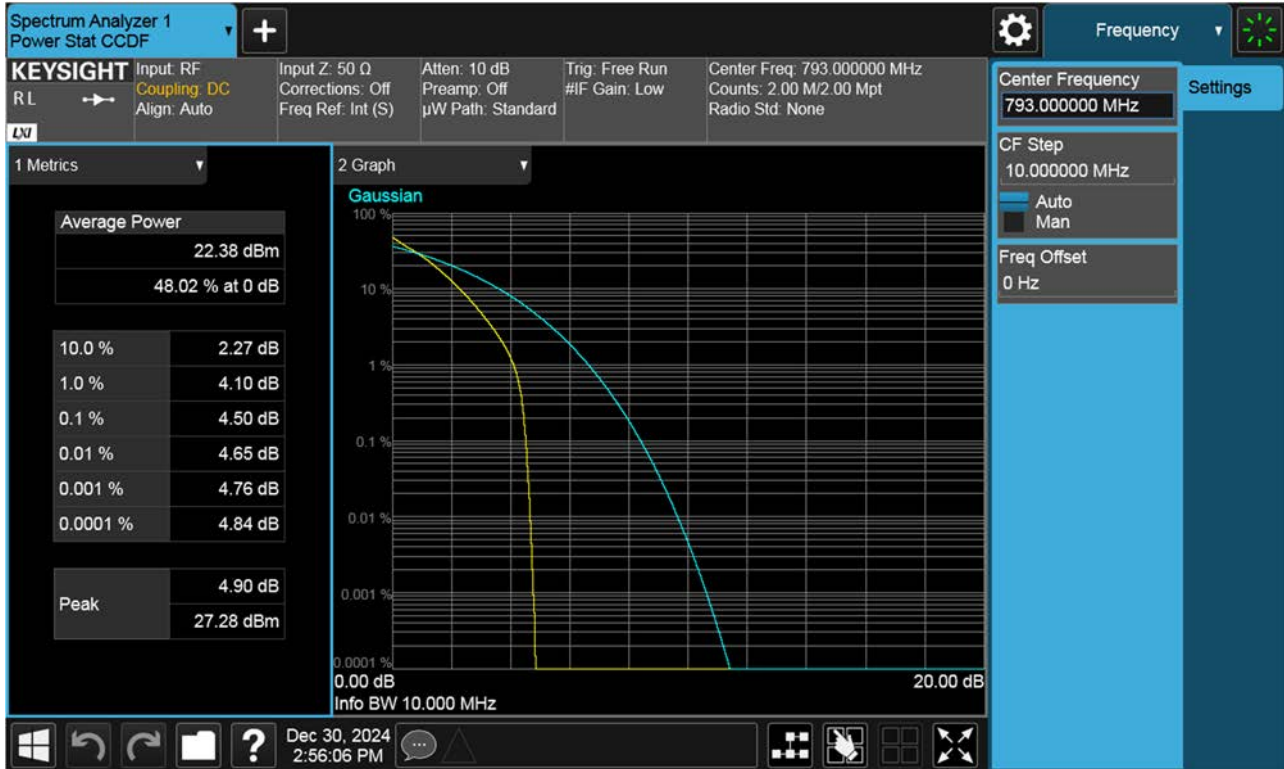 Spectrum Analyzer 1
Power Stat CCDF
Frequency
KEYSIGHT
RL
LXI
Input: RF
Coupling: DC
Align: Auto
Input Z: 50 Ω
Corrections: Off
Freq Ref: Int (S)
Atten: 10 dB
Preamp: Off
µW Path: Standard
Trig: Free Run
#IF Gain: Low
Center Freq: 793.000000 MHz
Counts: 2.00 M/2.00 Mpt
Radio Std: None
Center Frequency
793.000000 MHz
Settings
CF Step
10.000000 MHz
Auto
Man
Freq Offset
0 Hz
1 Metrics
Average Power
22.38 dBm
48.02 % at 0 dB
10.0 % 2.27 dB
1.0 % 4.10 dB
0.1 % 4.50 dB
0.01 % 4.65 dB
0.001 % 4.76 dB
0.0001 % 4.84 dB
Peak
4.90 dB
27.28 dBm
2 Graph
Gaussian
100 %
10 %
1 %
0.1 %
0.01 %
0.001 %
0.0001 %
0.00 dB 20.00 dB
Info BW 10.000 MHz
?
Dec 30, 2024
2:56:06 PM